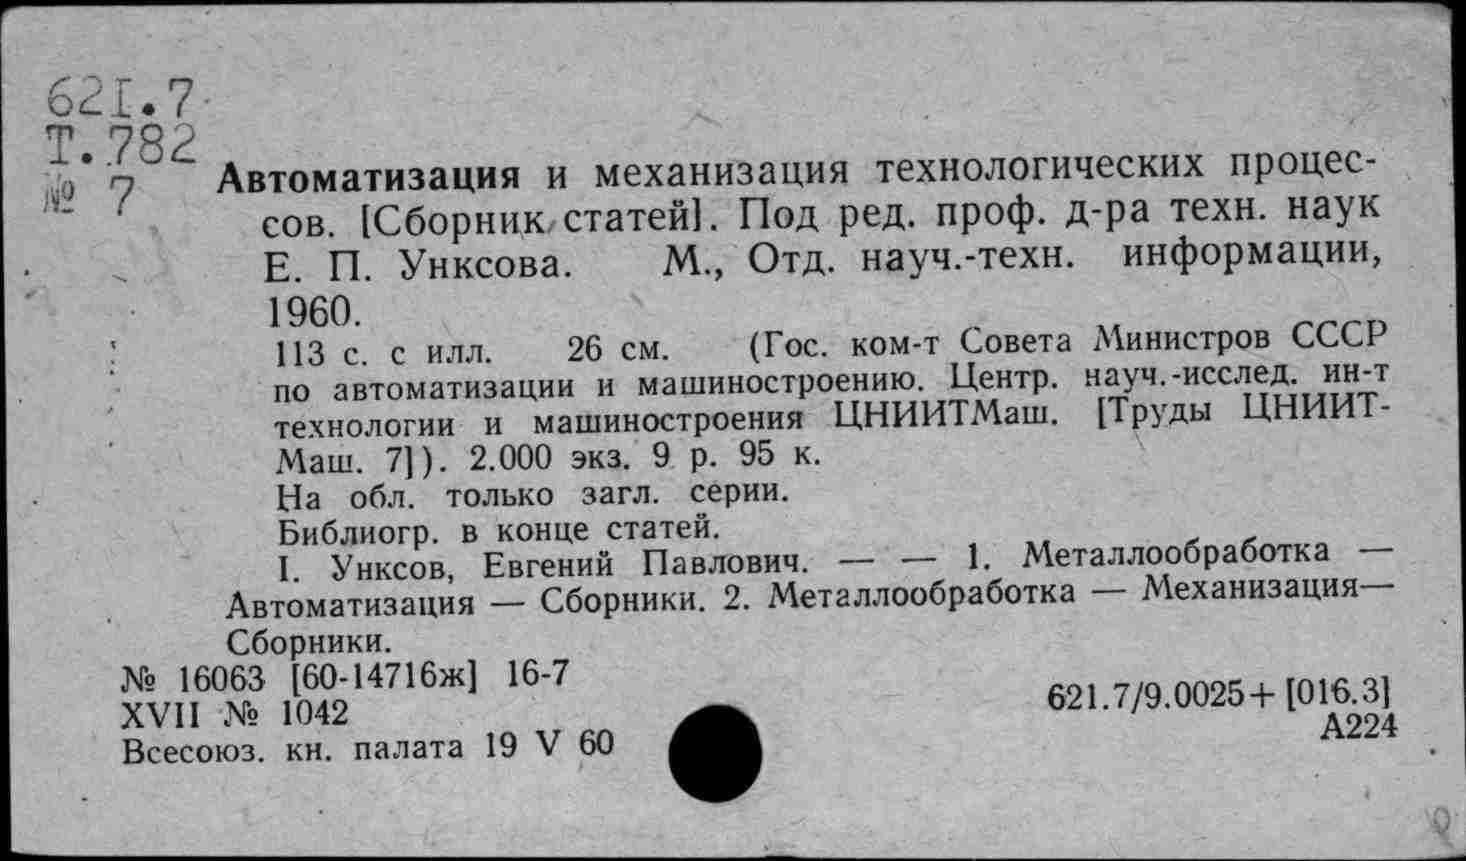 621.7
Т.782
№ 7
Автоматизация и механизация технологических процес-
сов. [Сборник статей]. Под ред. проф. д-ра техн. наук
Е. П. Унксова. М., Отд. науч.-техн. информации,
1960.
113 с. с илл. 26 см. (Гос. ком-т Совета Министров СССР
по автоматизации и машиностроению. Центр. науч.-исслед. ин-т
технологии и машиностроения ЦНИИТМаш. [Труды ЦНИИТ-
Маш. 7]). 2.000 экз. 9 р. 95 к.
На обл. только загл. серии.
Библиогр. в конце статей.
I. Унксов, Евгений Павлович. — — 1. Металлообработка —
Автоматизация — Сборники. 2. Металлообработка — Механизация—
Сборники.
№ 16063 [60-14716ж] 16-7
XVII № 1042
Всесоюз. кн. палата 19 V 60
621.7/9.0025+ [016.3]
А224